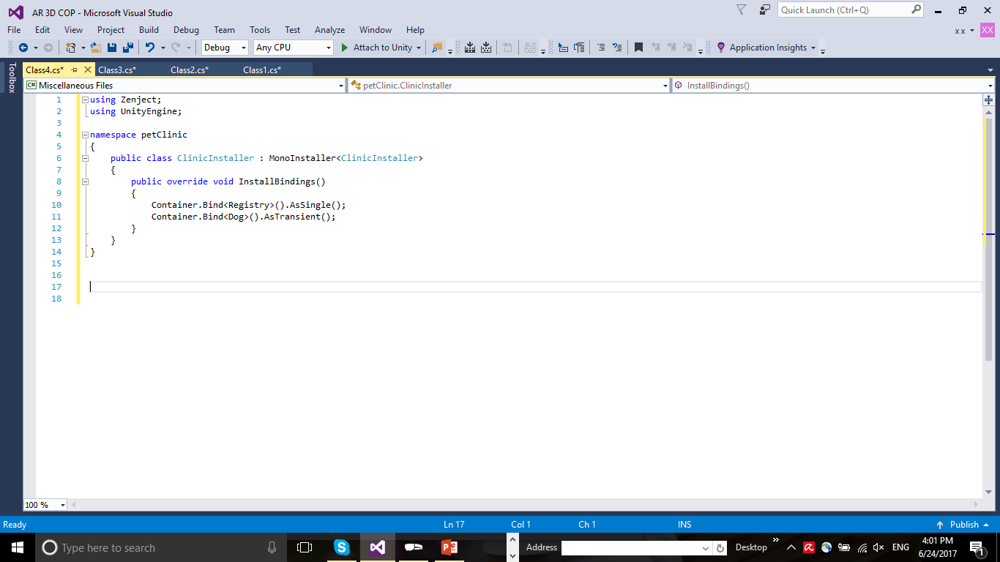 AR 3D COP - Microsoft Visual Studio
Quick Launch (Ctrl+Q)
File Edit View Project Build Debug Team Tools Test Analyze Window Help
x x XX
Debug Any CPU Attach to Unity Application Insights
Toolbox
Class4.cs* Class3.cs* Class2.cs* Class1.cs*
C# Miscellaneous Files petClinic.ClinicInstaller InstallBindings()
1 using Zenject;
2 using UnityEngine;
3
4 namespace petClinic
5 {
6 public class ClinicInstaller : MonoInstaller<ClinicInstaller>
7 {
8 public override void InstallBindings()
9 {
10 Container.Bind<Registry>().AsSingle();
11 Container.Bind<Dog>().AsTransient();
12 }
13 }
14 }
15
16
17
18
100 %
Ready Ln 17 Col 1 Ch 1 INS Publish
Type here to search Address Desktop ENG 4:01 PM
6/24/2017 1